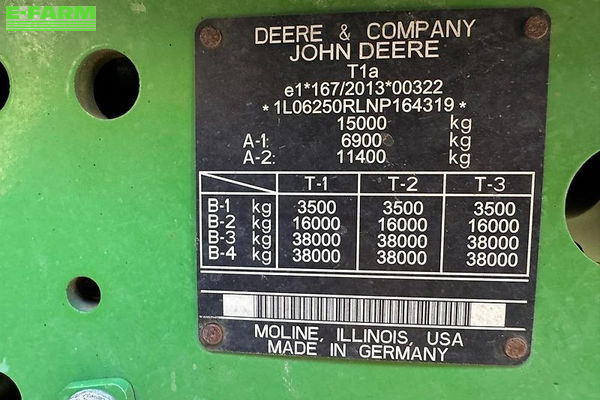 E-FARM
DEERE & COMPANY
JOHN DEERE
T1a
e1*167/2013*00322
*1L06250RLNP164319*
15000 kg
A-1: 6900 kg
A-2: 11400 kg
T-1 T-2 T-3
B-1 kg 3500 3500 3500
B-2 kg 16000 16000 16000
B-3 kg 38000 38000 38000
B-4 kg 38000 38000 38000
MOLINE, ILLINOIS, USA
MADE IN GERMANY